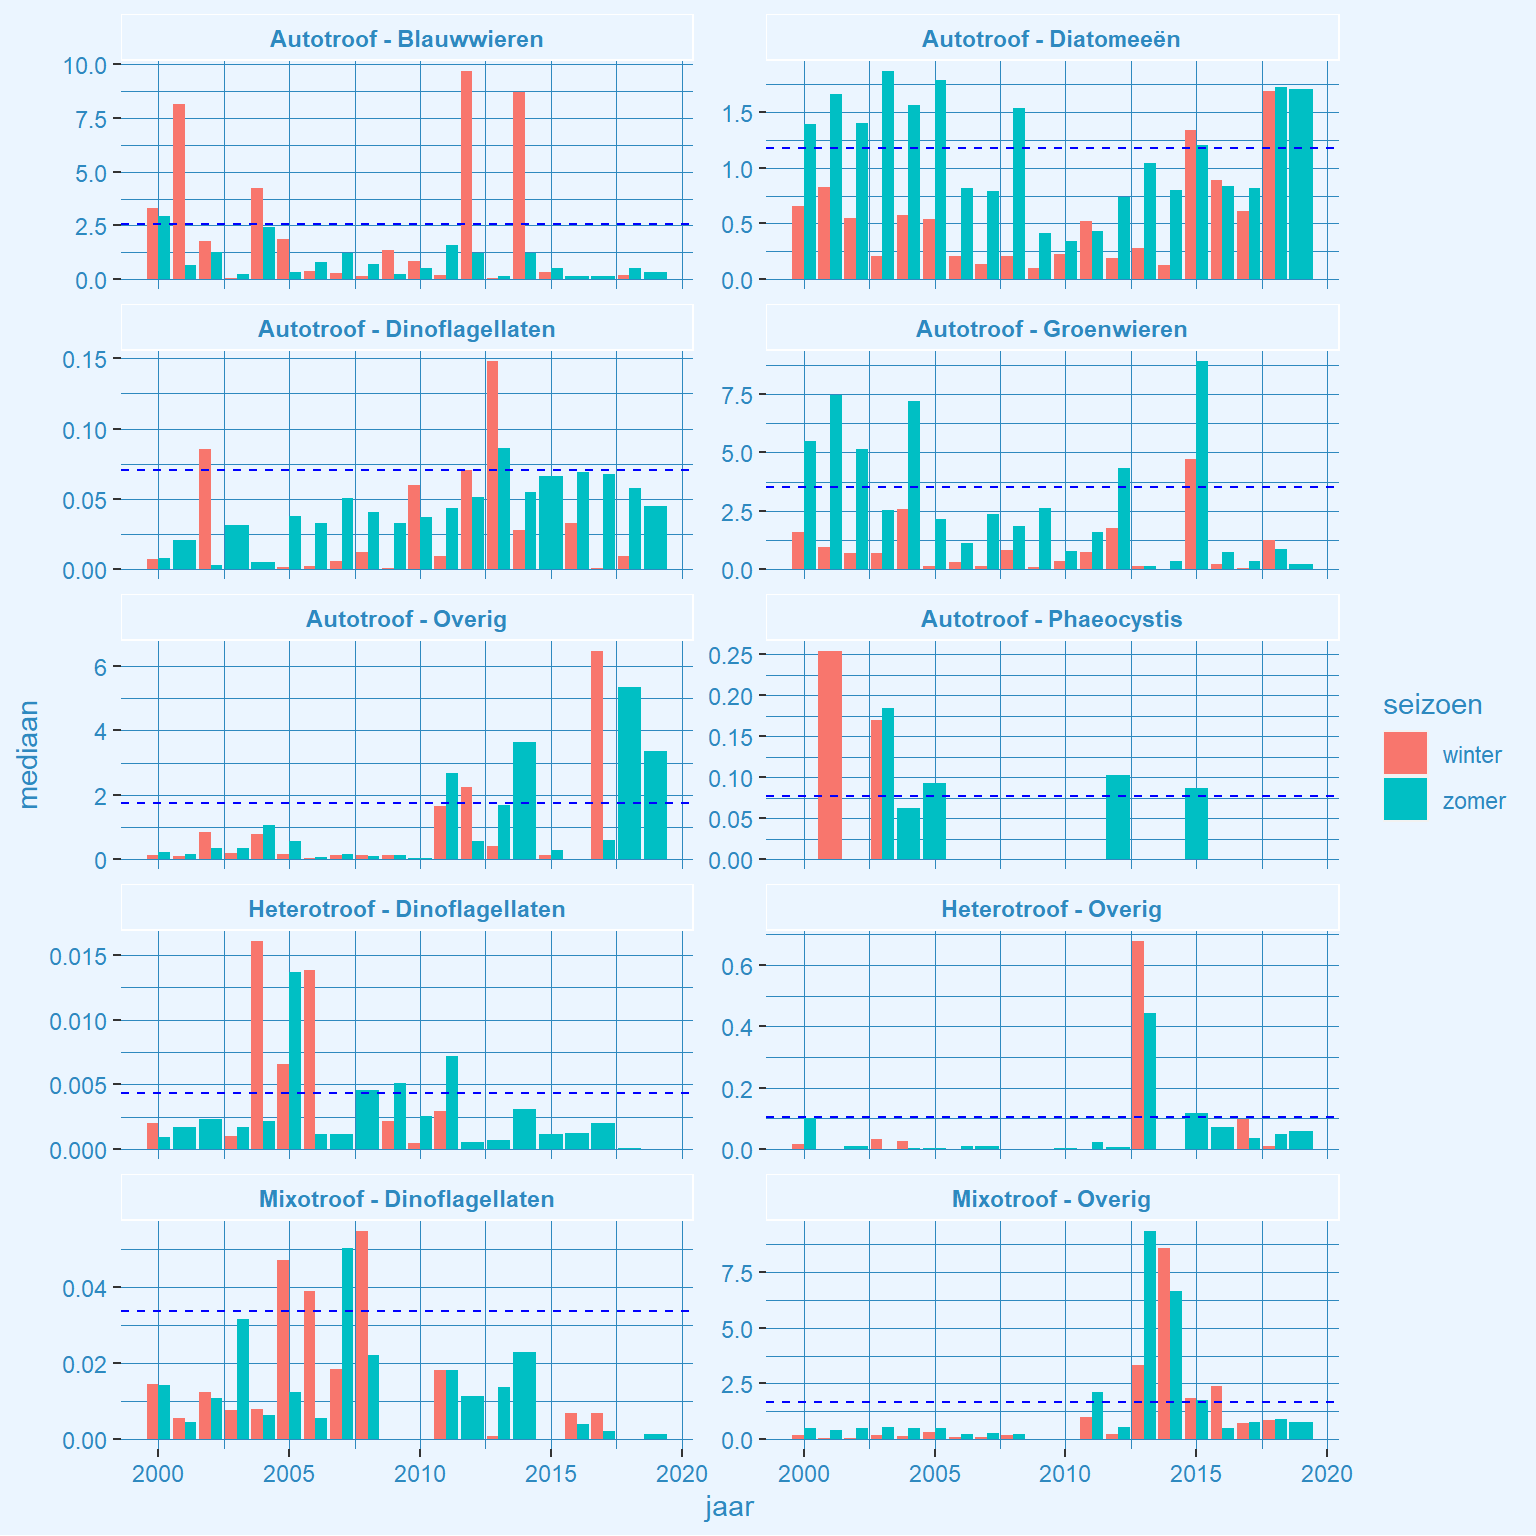 Autotroof - Blauwwieren
Autotroof - Diatomeeën
10.0
7.5
5.0
2.5
0.0
1.5
1.0
0.5
0.0
Autotroof - Dinoflagellaten
Autotroof - Groenwieren
0.15
0.10
0.05
0.00
7.5
5.0
2.5
0.0
Autotroof - Overig
Autotroof - Phaeocystis
6
4
2
0
0.25
0.20
0.15
0.10
0.05
0.00
Heterotroof - Dinoflagellaten
Heterotroof - Overig
0.015
0.010
0.005
0.000
0.6
0.4
0.2
0.0
Mixotroof - Dinoflagellaten
Mixotroof - Overig
0.04
0.02
0.00
7.5
5.0
2.5
0.0
2000 2005 2010 2015 2020
2000 2005 2010 2015 2020
jaar
mediaan
seizoen
winter
zomer